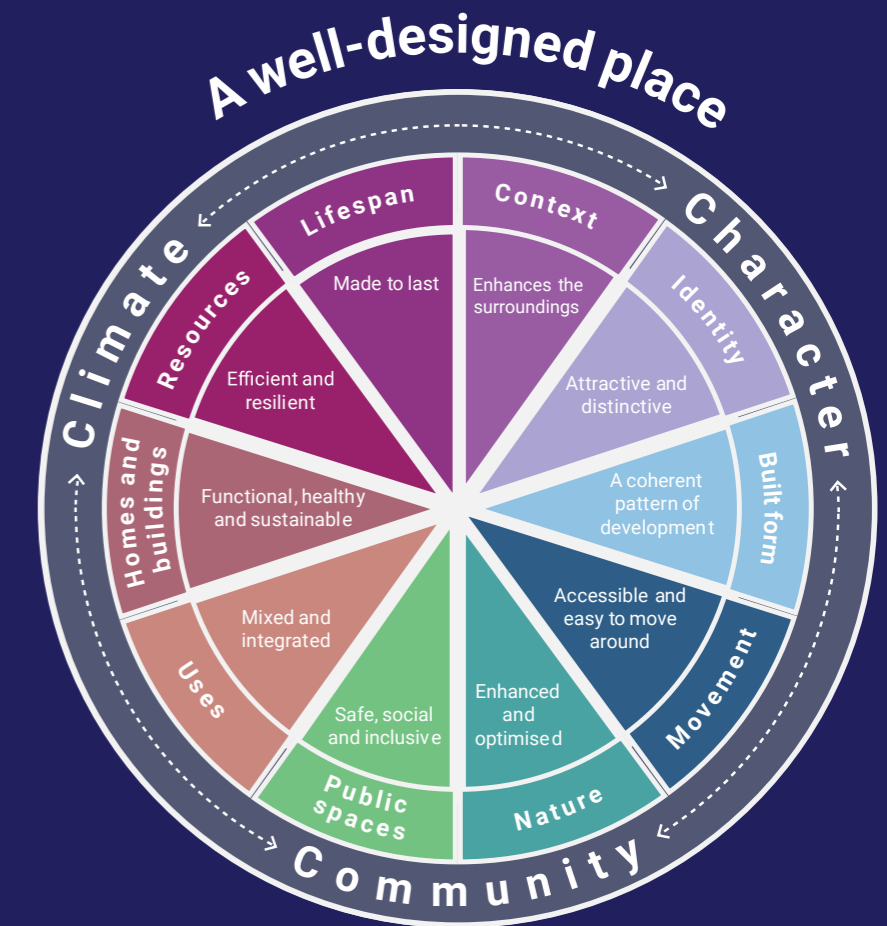 A well-designed place
Climate
Character
Community
Lifespan
Made to last
Context
Enhances the
surroundings
Identity
Attractive and
distinctive
Built form
A coherent
pattern of
development
Movement
Accessible and
easy to move
around
Nature
Enhanced
and
optimised
Public
spaces
Safe, social
and inclusive
Uses
Mixed and
integrated
Homes and
buildings
Functional, healthy
and sustainable
Resources
Efficient and
resilient